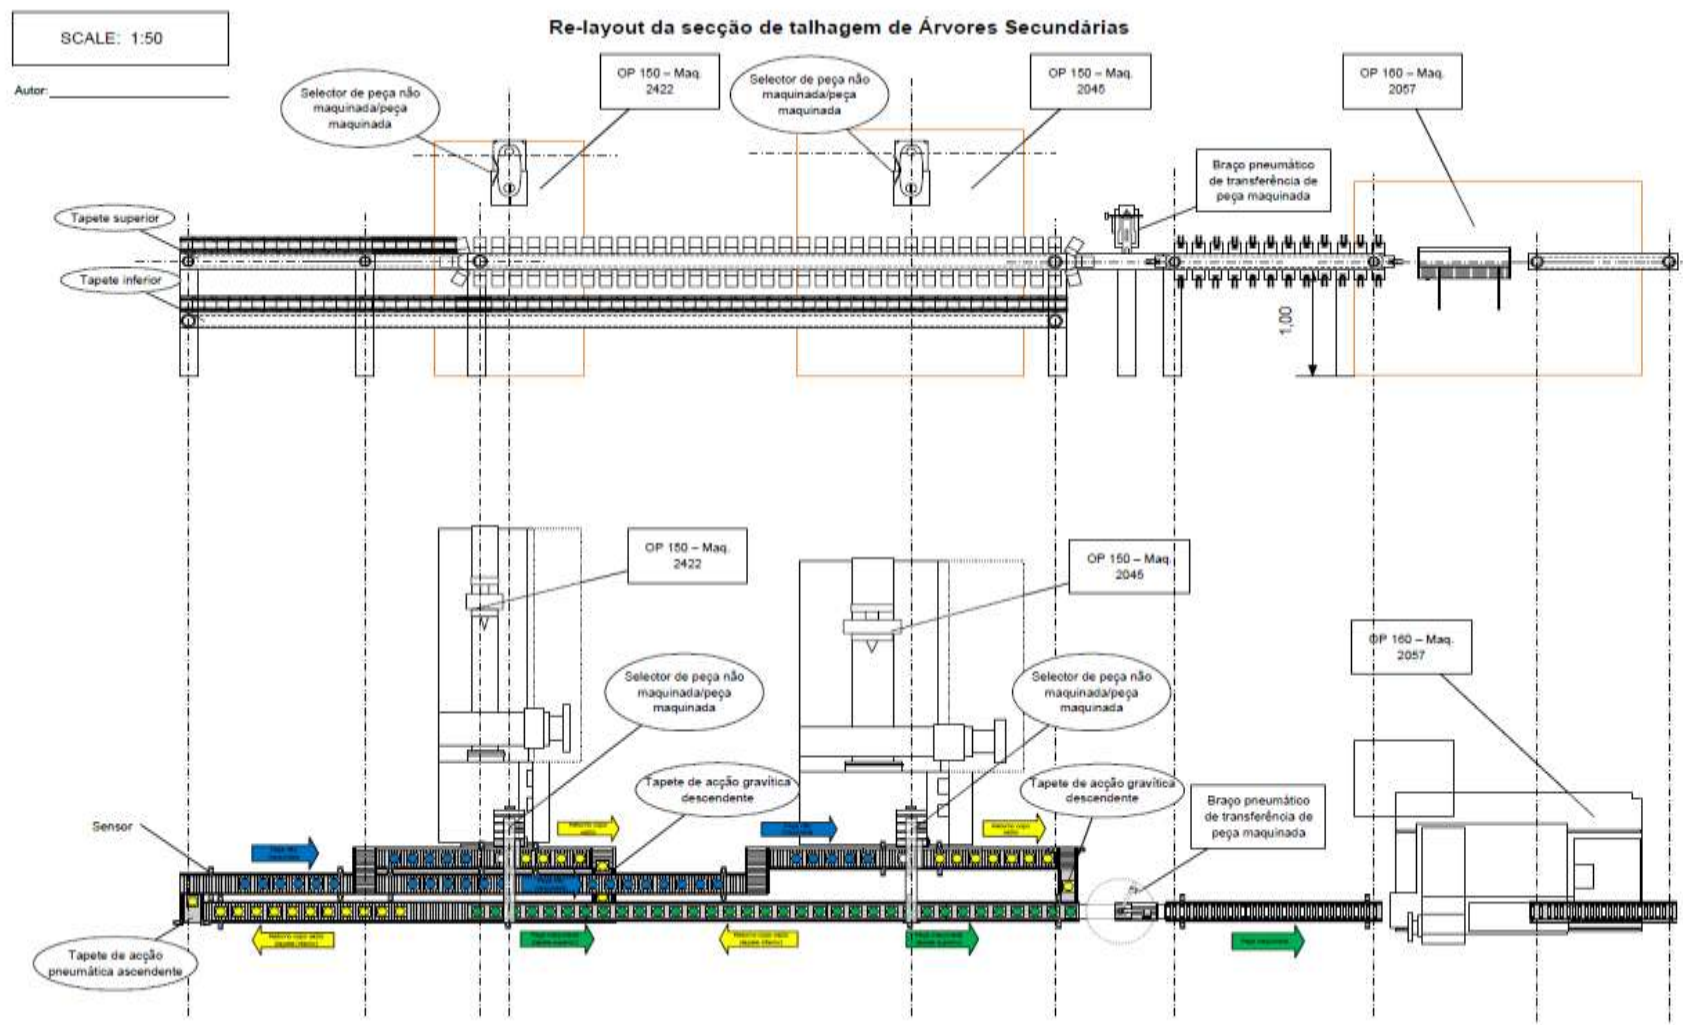 SCALE: 1:50
Re-layout da secção de talhagem de Árvores Secundárias
Autor:
Selector de peça não
maquinada/peça
maquinada
OP 150 – Maq.
2422
Selector de peça não
maquinada/peça
maquinada
OP 150 – Maq.
2045
OP 160 – Maq.
2057
Braço pneumático
de transferência de
peça maquinada
Tapete superior
Tapete inferior
1,00
OP 150 – Maq.
2422
OP 150 – Maq.
2045
OP 160 – Maq.
2057
Selector de peça não
maquinada/peça
maquinada
Selector de peça não
maquinada/peça
maquinada
Tapete de acção gravítica
descendente
Tapete de acção gravítica
descendente
Braço pneumático
de transferência de
peça maquinada
Sensor
Tapete de acção
pneumática ascendente